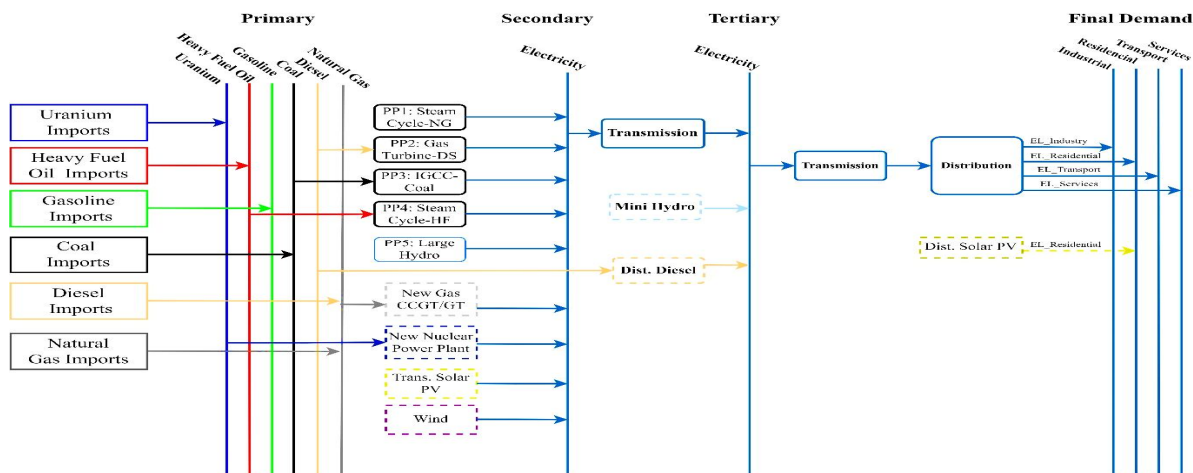 Primary
Secondary
Tertiary
Final Demand
Uranium
Heavy Fuel Oil
Gasoline
Coal
Diesel
Natural Gas
Electricity
Electricity
Industrial
Residencial
Transport
Services
Uranium
Imports
Heavy Fuel
Oil Imports
Gasoline
Imports
Coal
Imports
Diesel
Imports
Natural
Gas Imports
PP1: Steam
Cycle-NG
PP2: Gas
Turbine-DS
PP3: IGCC-
Coal
PP4: Steam
Cycle-HF
PP5: Large
Hydro
New Gas
CCGT/GT
New Nuclear
Power Plant
Trans. Solar
PV
Wind
Transmission
Mini Hydro
Dist. Diesel
Transmission
Distribution
EL_Industry
EL_Residential
EL_Transport
EL_Services
Dist. Solar PV
EL_Residential